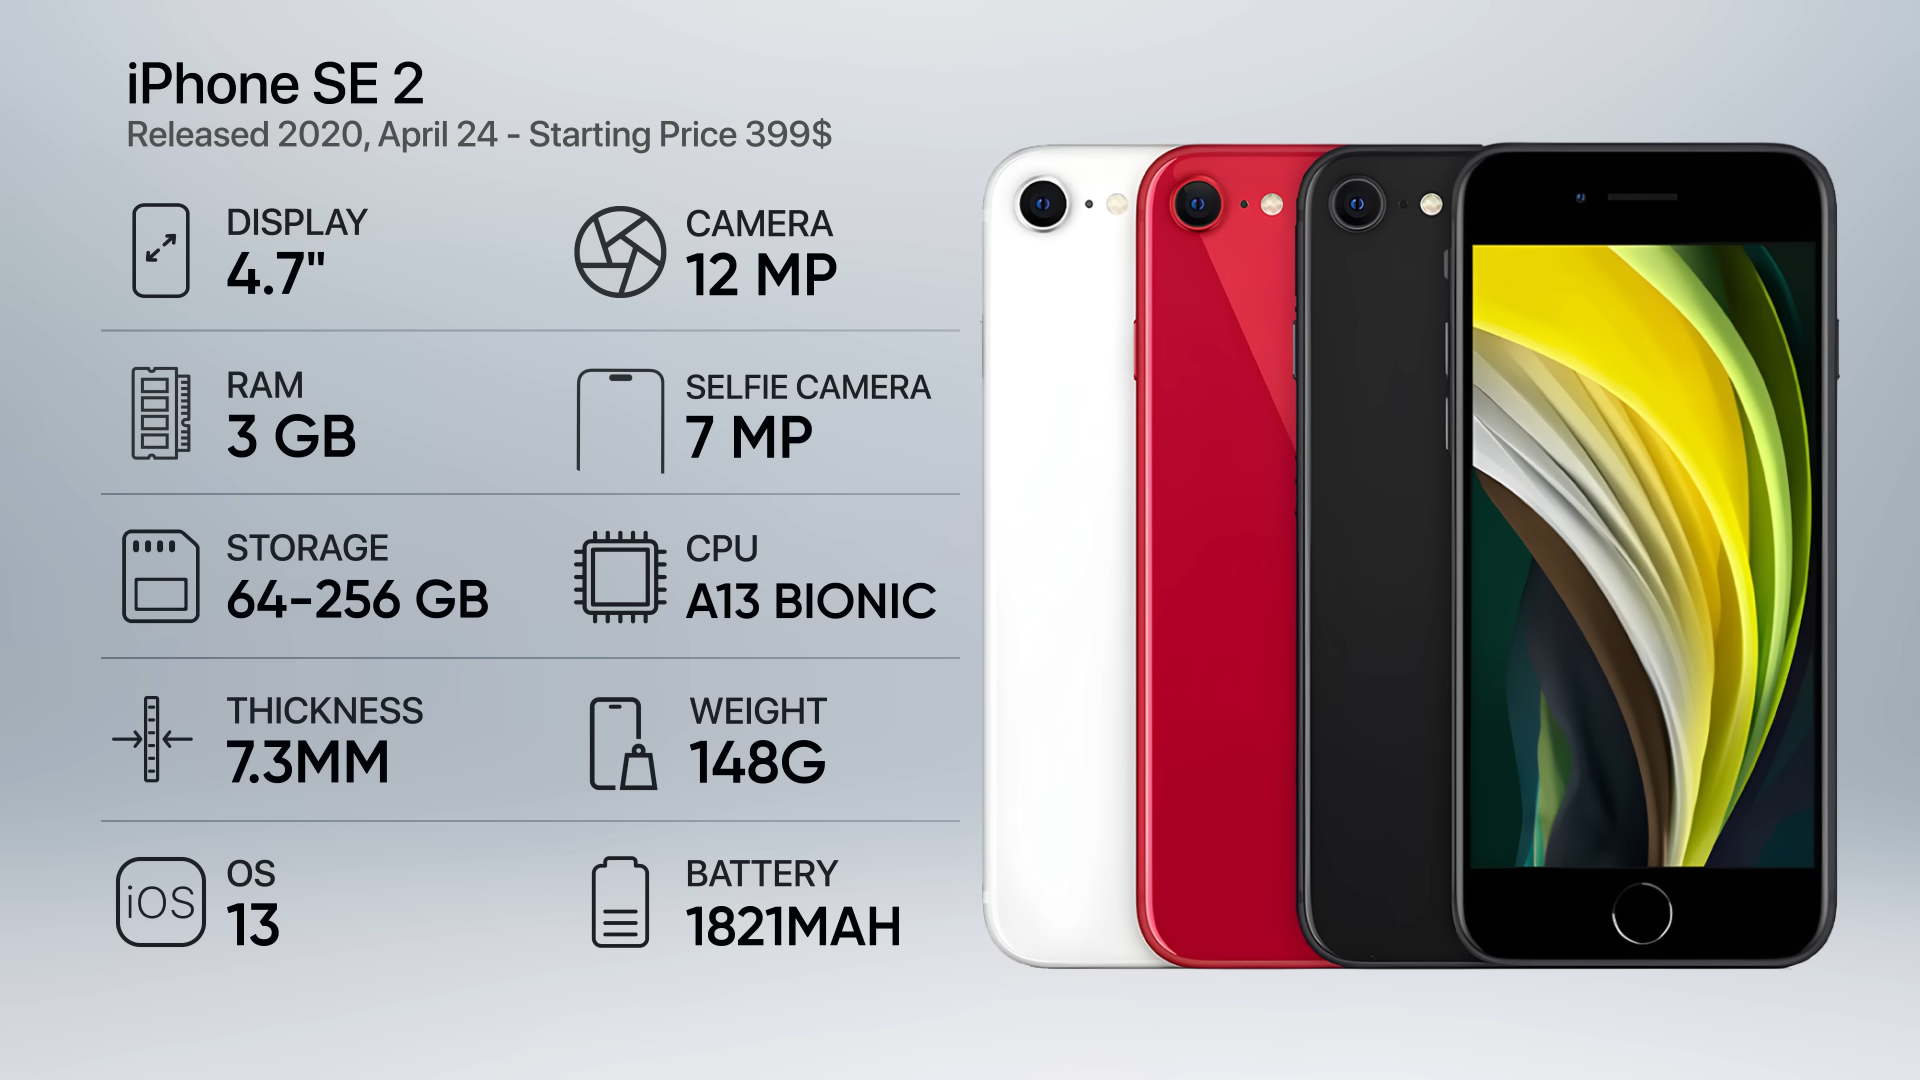 iPhone SE 2
Released 2020, April 24 - Starting Price 399$
DISPLAY
4.7"
CAMERA
12 MP
RAM
3 GB
SELFIE CAMERA
7 MP
STORAGE
64-256 GB
CPU
A13 BIONIC
THICKNESS
7.3MM
WEIGHT
148G
iOS
OS
13
BATTERY
1821MAH